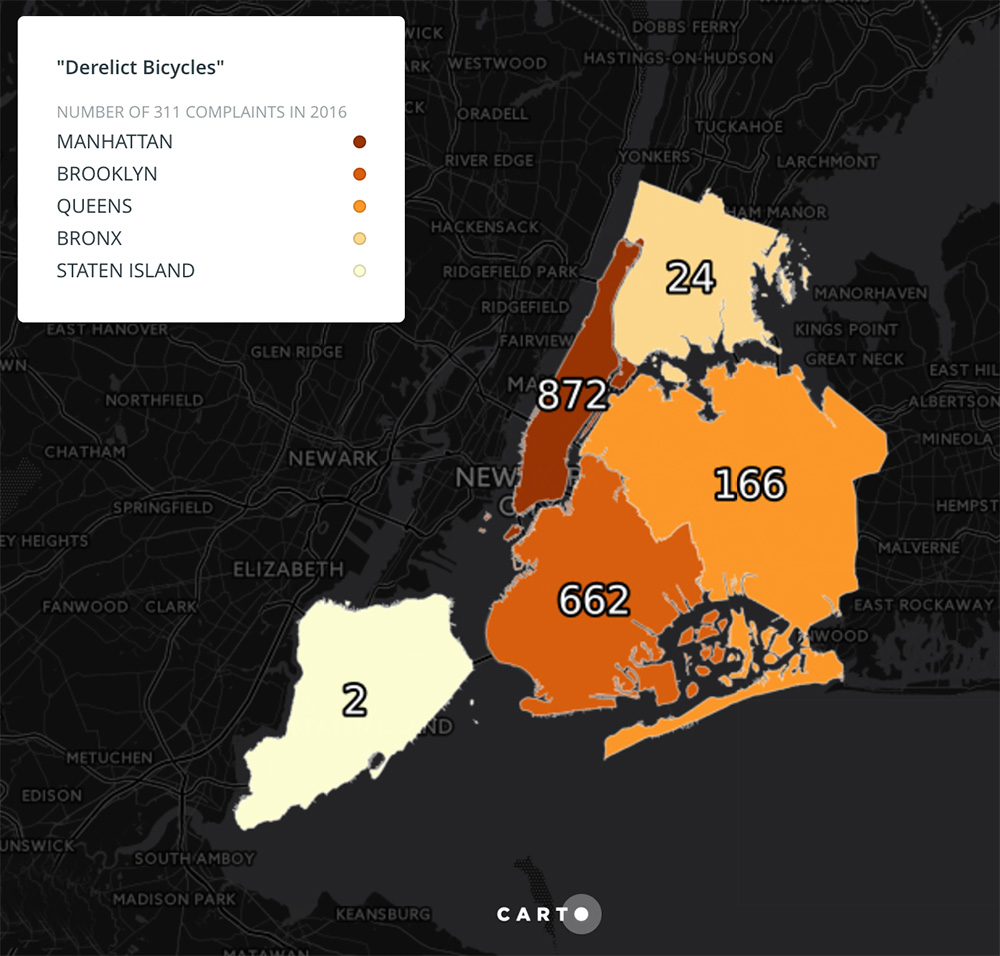 "Derelict Bicycles"
NUMBER OF 311 COMPLAINTS IN 2016
MANHATTAN
BROOKLYN
QUEENS
BRONX
STATEN ISLAND
DOBBS FERRY
WESTWOOD
HASTINGS-ON-HUDSON
ORADELL
TUCKAHOE
RIVER EDGE
YONKERS
LARCHMONT
HAM MANOR
HACKENSACK
RIDGEFIELD PARK
24
MANORHAVEN
RIDGEFIELD
EAST HANOVER
KINGS POINT
FAIRVIEW
GLEN RIDGE
GREAT NECK
EAST HIL
MA
872
NORTHFIELD
ALBERTSON
MINEOLA
CHATHAM
NEWARK
NEW
166
SPRINGFIELD
HEMPST
EY HEIGHTS
MALVERNE
ELIZABETH
662
FANWOOD
CLARK
EAST ROCKAWAY
NWOOD
2
ND
METUCHEN
EDISON
UNSWICK
SOUTH AMBOY
MADISON PARK
KEANSBURG
CARTO
MATAWAN